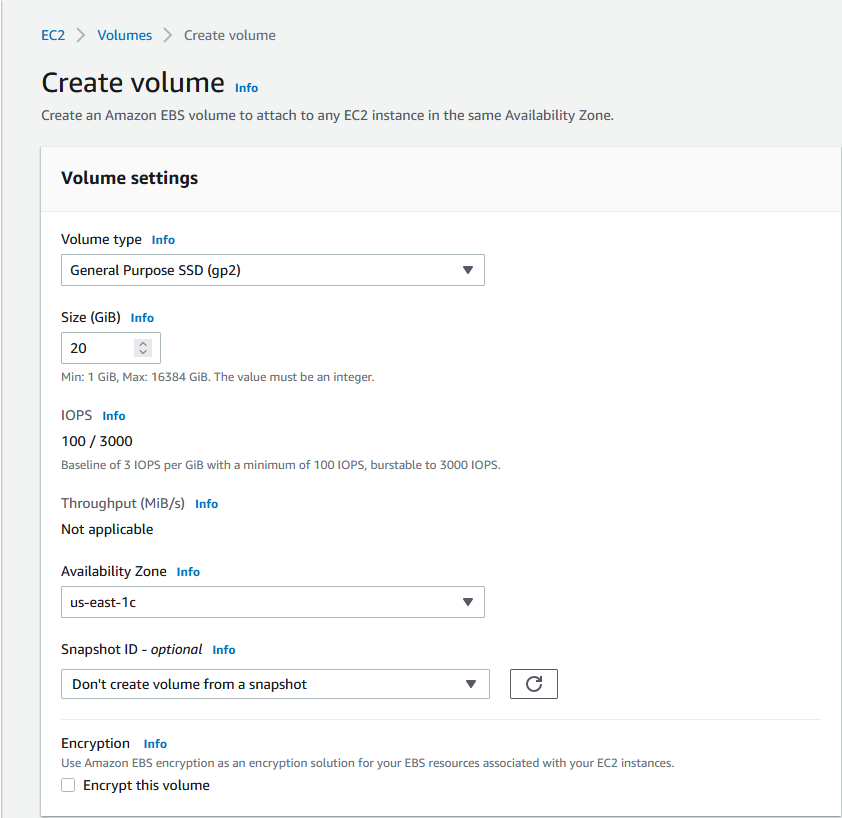 EC2 > Volumes > Create volume
Create volume Info
Create an Amazon EBS volume to attach to any EC2 instance in the same Availability Zone.
Volume settings
Volume type Info
General Purpose SSD (gp2)
Size (GiB) Info
20
Min: 1 GiB, Max: 16384 GiB. The value must be an integer.
IOPS Info
100 / 3000
Baseline of 3 IOPS per GiB with a minimum of 100 IOPS, burstable to 3000 IOPS.
Throughput (MiB/s) Info
Not applicable
Availability Zone Info
us-east-1c
Snapshot ID - optional Info
Don't create volume from a snapshot
Encryption Info
Use Amazon EBS encryption as an encryption solution for your EBS resources associated with your EC2 instances.
Encrypt this volume